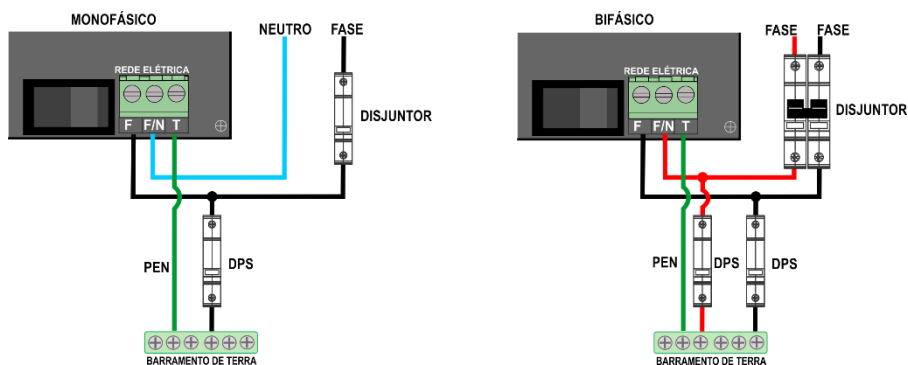 MONOFÁSICO
NEUTRO
FASE
REDE ELÉTRICA
F F/N T
DISJUNTOR
PEN
DPS
BARRAMENTO DE TERRA
BIFÁSICO
FASE
FASE
REDE ELÉTRICA
F F/N T
DISJUNTOR
PEN
DPS
DPS
BARRAMENTO DE TERRA